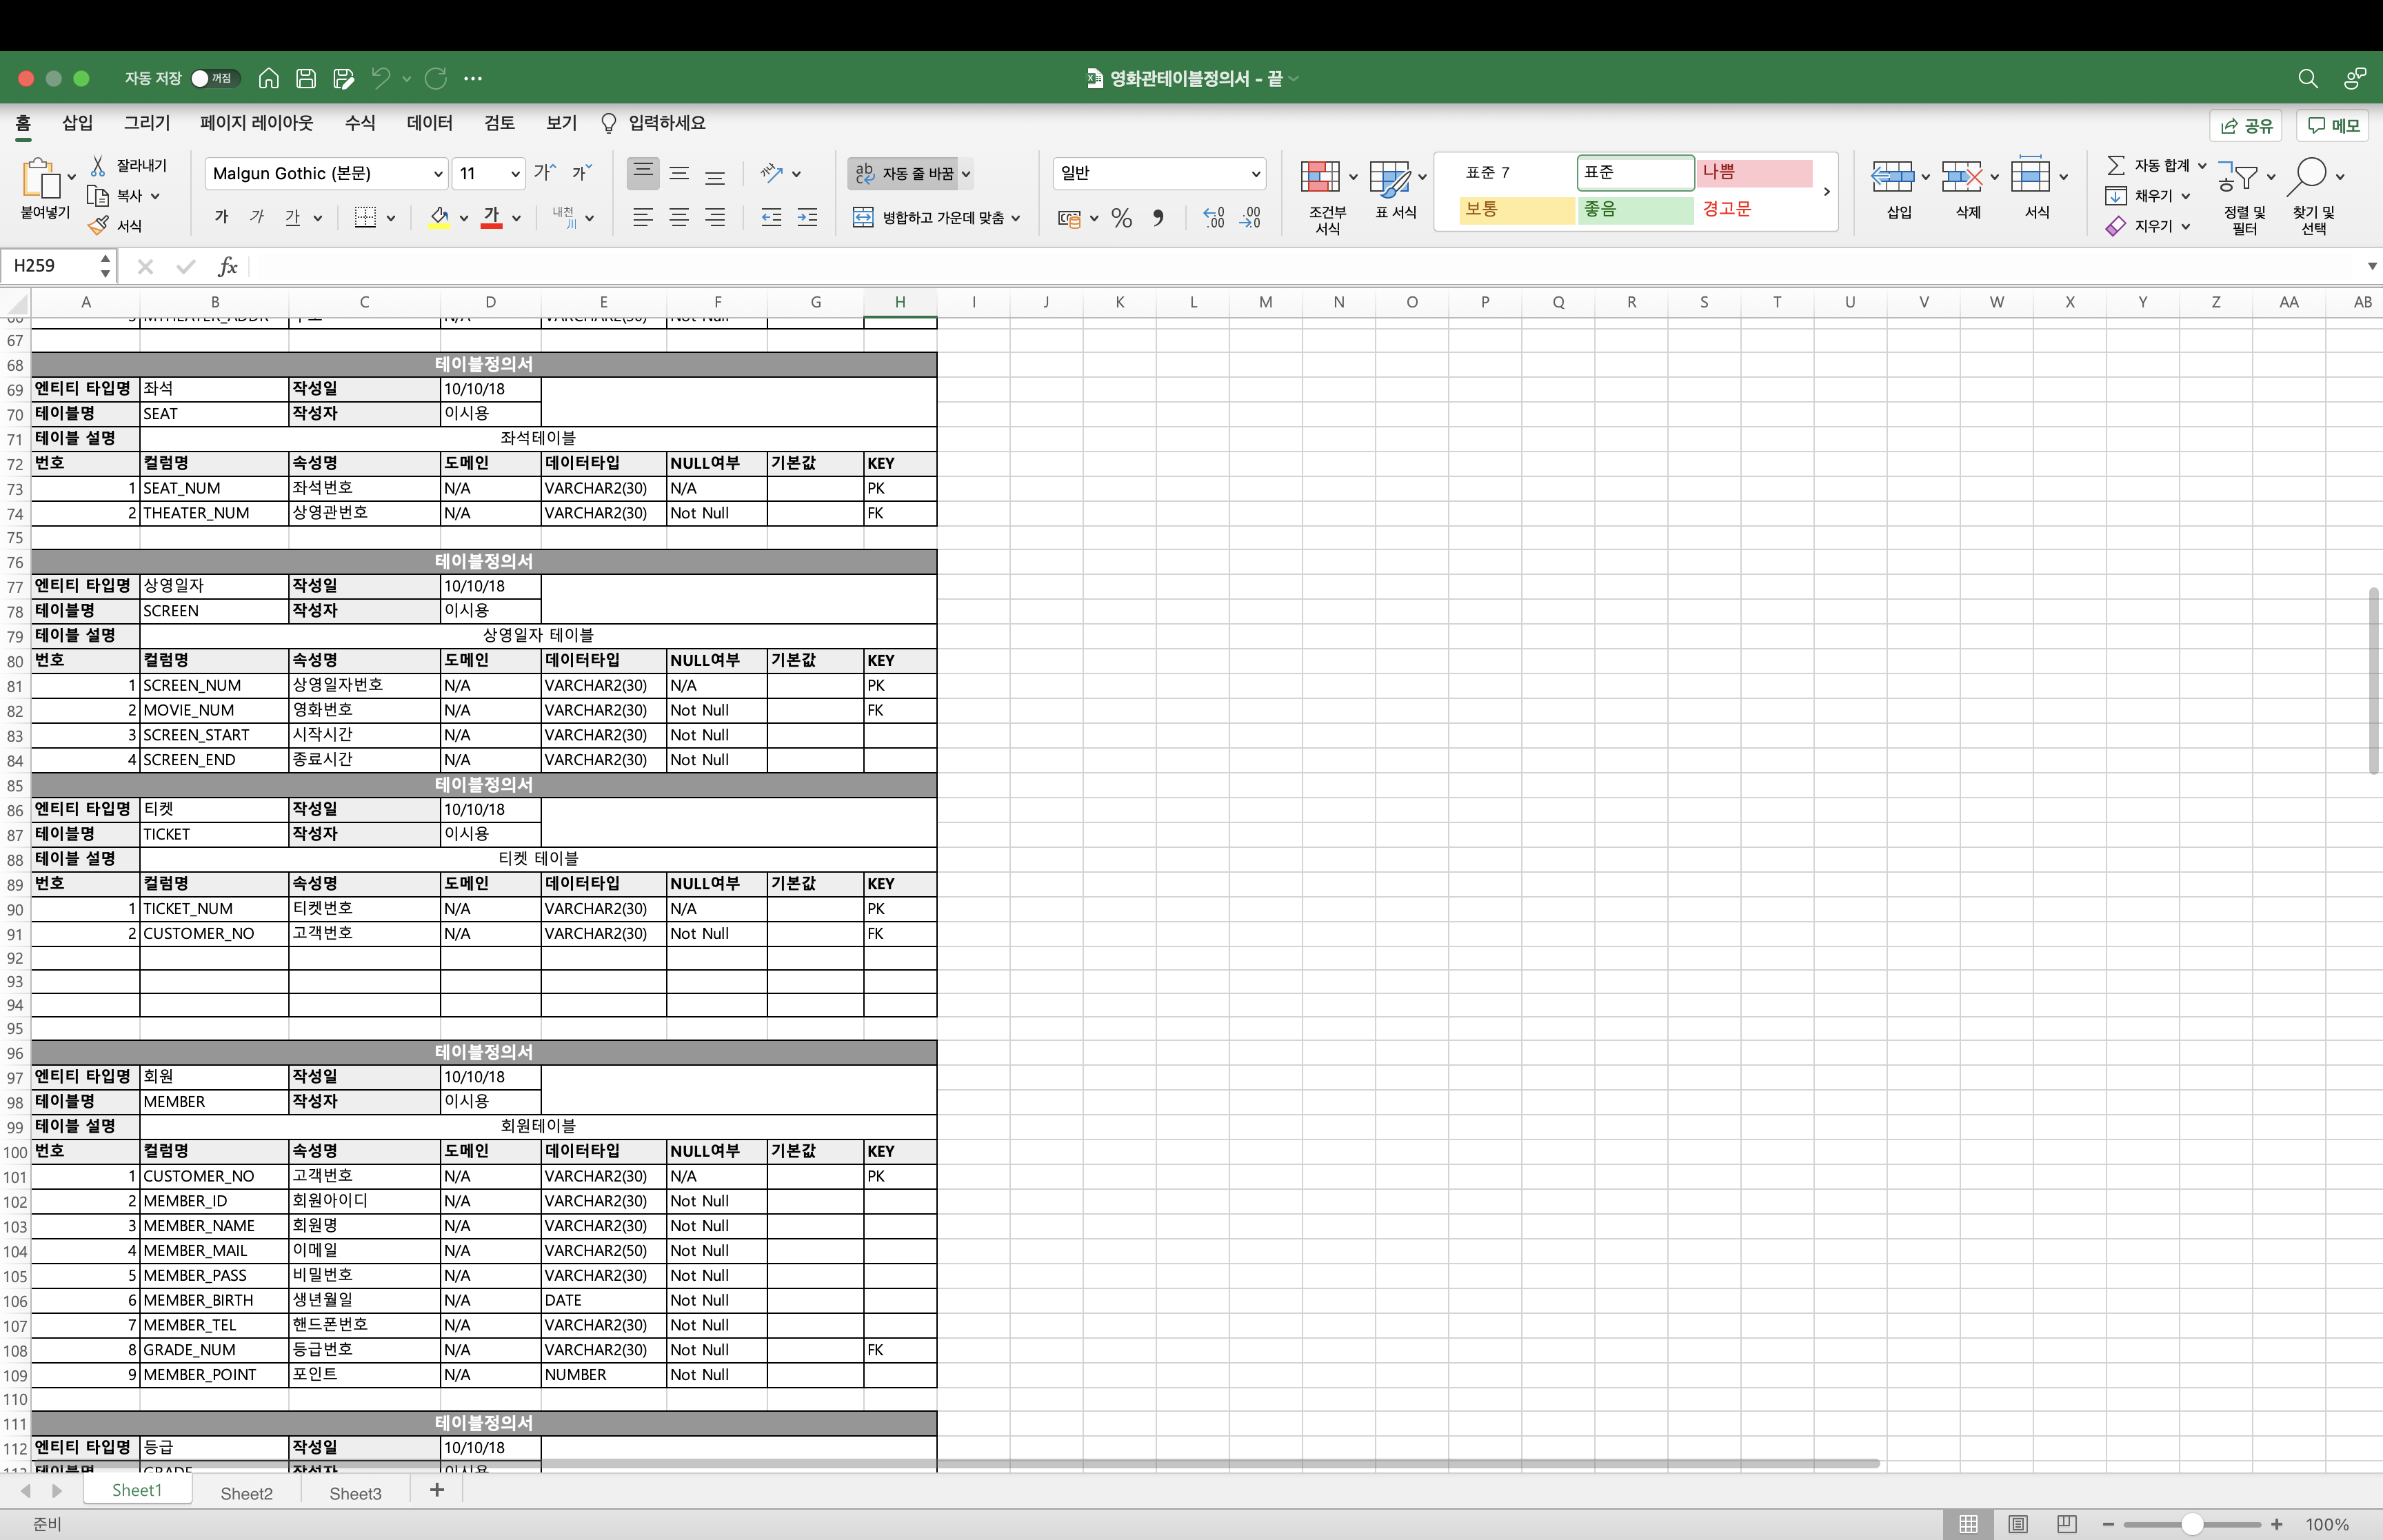 자동 저장 꺼짐 영화관테이블정의서 - 끝
홈 삽입 그리기 페이지 레이아웃 수식 데이터 검토 보기 입력하세요 공유 메모
붙여넣기 잘라내기 복사 서식
Malgun Gothic (본문) 11 가 가
가 가 가 가 내천
자동 줄 바꿈
병합하고 가운데 맞춤
일반
조건부 서식 표 서식
표준 7 표준 나쁨
보통 좋음 경고문
삽입 삭제 서식
자동 합계 채우기 지우기
정렬 및 필터 찾기 및 선택
H259 fx
A B C D E F G H I J K L M N O P Q R S T U V W X Y Z AA AB
67
68 테이블정의서
69 엔티티 타입명 좌석 작성일 10/10/18
70 테이블명 SEAT 작성자 이시용
71 테이블 설명 좌석테이블
72 번호 컬럼명 속성명 도메인 데이터타입 NULL여부 기본값 KEY
73 1 SEAT_NUM 좌석번호 N/A VARCHAR2(30) N/A PK
74 2 THEATER_NUM 상영관번호 N/A VARCHAR2(30) Not Null FK
75
76 테이블정의서
77 엔티티 타입명 상영일자 작성일 10/10/18
78 테이블명 SCREEN 작성자 이시용
79 테이블 설명 상영일자 테이블
80 번호 컬럼명 속성명 도메인 데이터타입 NULL여부 기본값 KEY
81 1 SCREEN_NUM 상영일자번호 N/A VARCHAR2(30) N/A PK
82 2 MOVIE_NUM 영화번호 N/A VARCHAR2(30) Not Null FK
83 3 SCREEN_START 시작시간 N/A VARCHAR2(30) Not Null
84 4 SCREEN_END 종료시간 N/A VARCHAR2(30) Not Null
85 테이블정의서
86 엔티티 타입명 티켓 작성일 10/10/18
87 테이블명 TICKET 작성자 이시용
88 테이블 설명 티켓 테이블
89 번호 컬럼명 속성명 도메인 데이터타입 NULL여부 기본값 KEY
90 1 TICKET_NUM 티켓번호 N/A VARCHAR2(30) N/A PK
91 2 CUSTOMER_NO 고객번호 N/A VARCHAR2(30) Not Null FK
92
93
94
95
96 테이블정의서
97 엔티티 타입명 회원 작성일 10/10/18
98 테이블명 MEMBER 작성자 이시용
99 테이블 설명 회원테이블
100 번호 컬럼명 속성명 도메인 데이터타입 NULL여부 기본값 KEY
101 1 CUSTOMER_NO 고객번호 N/A VARCHAR2(30) N/A PK
102 2 MEMBER_ID 회원아이디 N/A VARCHAR2(30) Not Null
103 3 MEMBER_NAME 회원명 N/A VARCHAR2(30) Not Null
104 4 MEMBER_MAIL 이메일 N/A VARCHAR2(50) Not Null
105 5 MEMBER_PASS 비밀번호 N/A VARCHAR2(30) Not Null
106 6 MEMBER_BIRTH 생년월일 N/A DATE Not Null
107 7 MEMBER_TEL 핸드폰번호 N/A VARCHAR2(30) Not Null
108 8 GRADE_NUM 등급번호 N/A VARCHAR2(30) Not Null FK
109 9 MEMBER_POINT 포인트 N/A NUMBER Not Null
110
111 테이블정의서
112 엔티티 타입명 등급 작성일 10/10/18
Sheet1 Sheet2 Sheet3
준비 100%